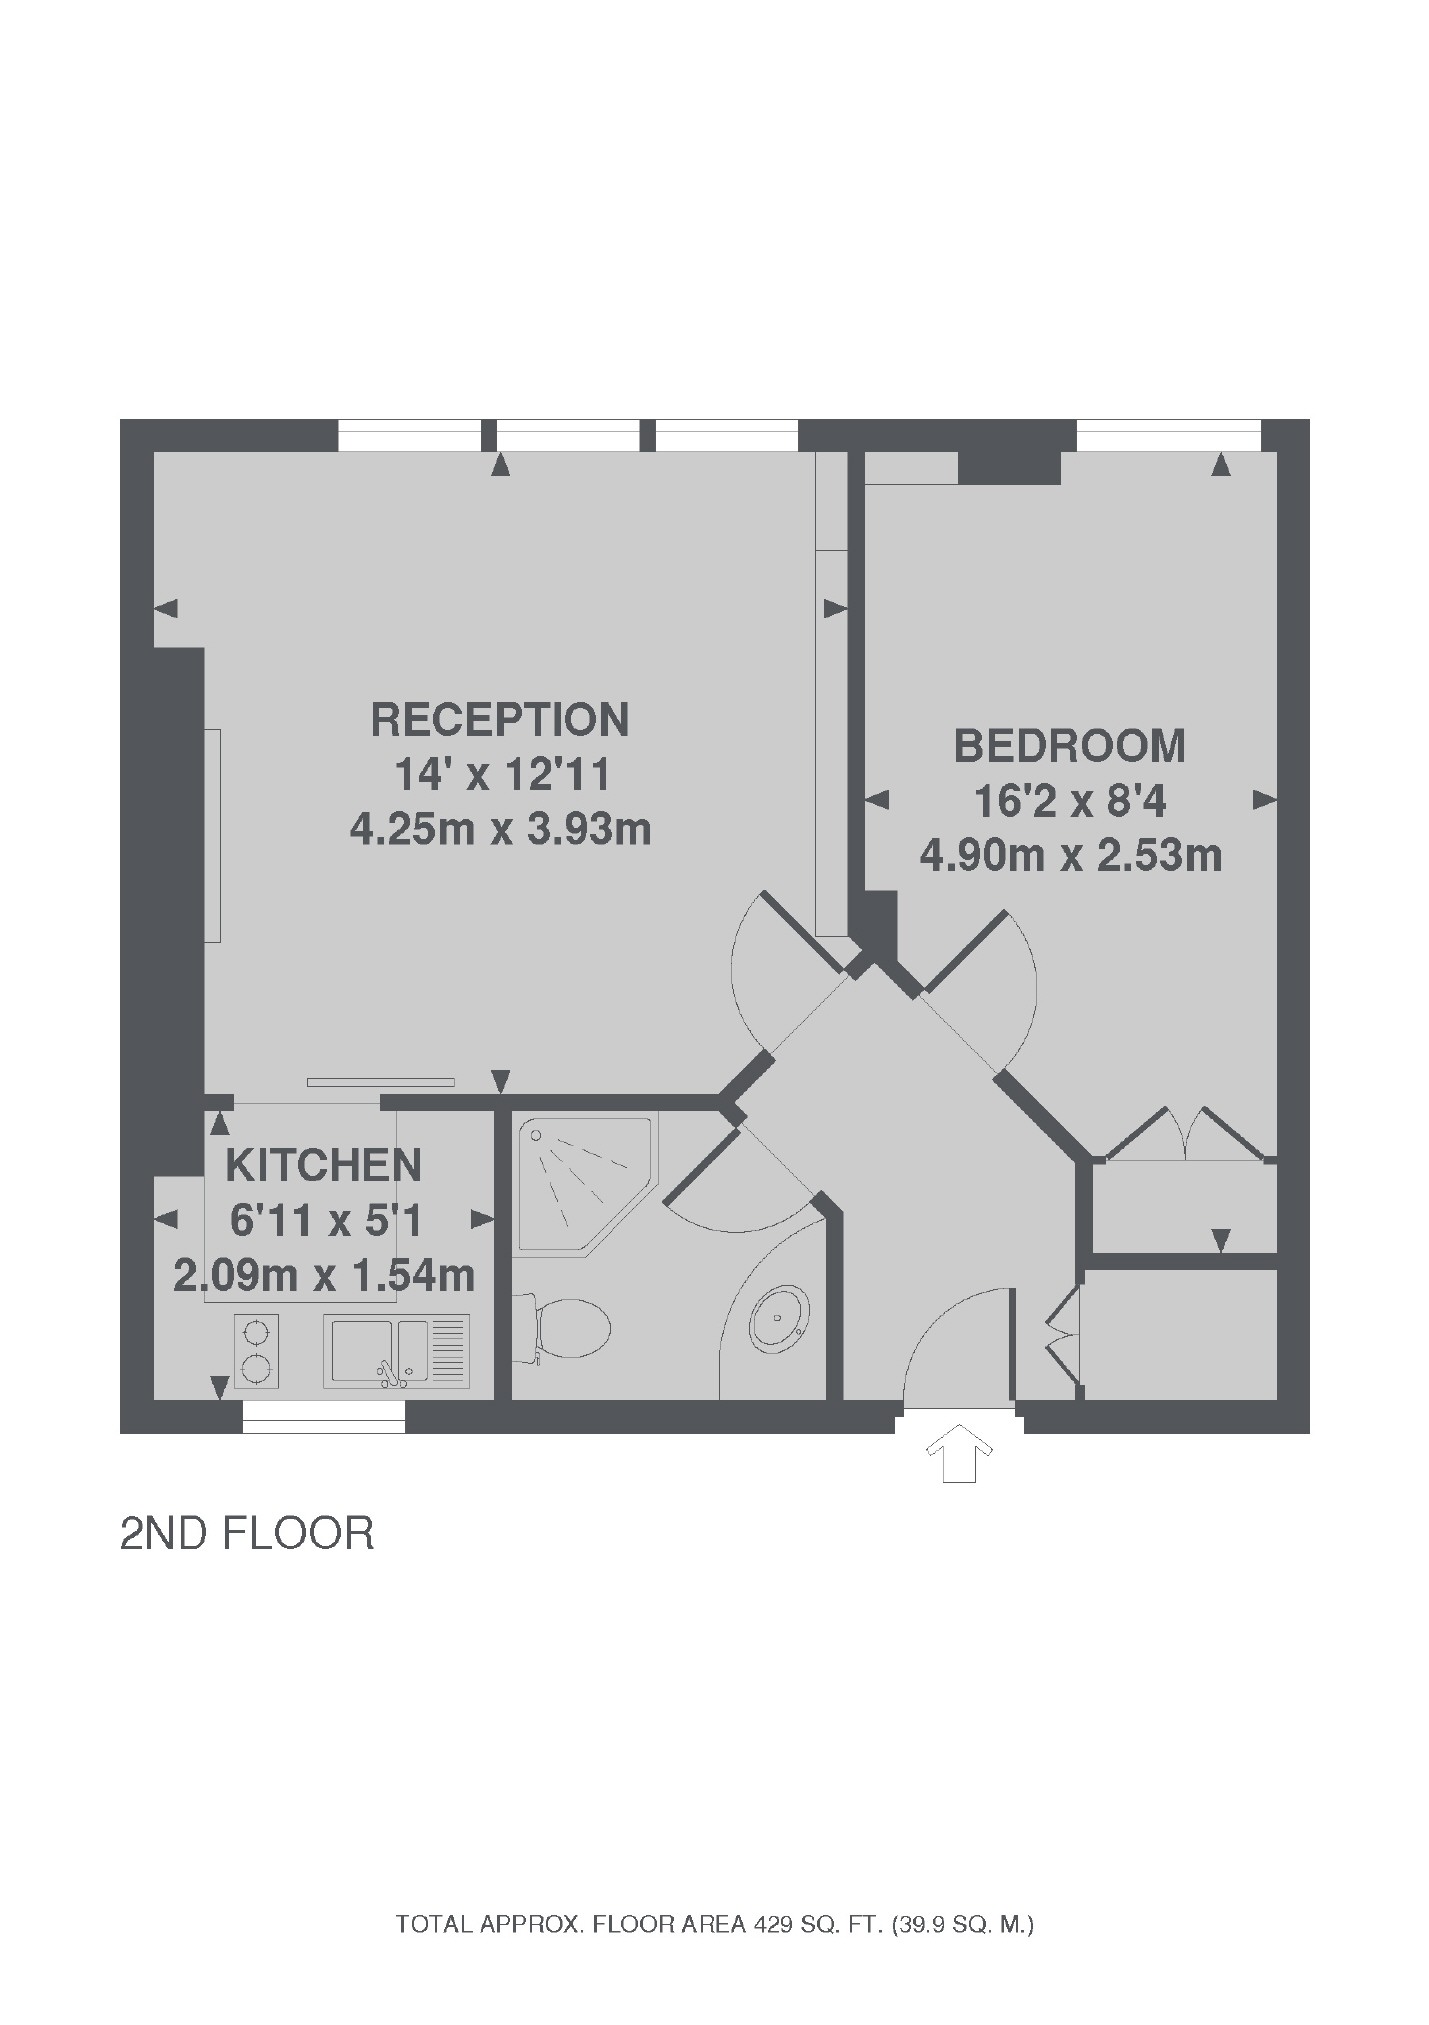 RECEPTION
14' x 12'11
4.25m x 3.93m
BEDROOM
16'2 x 8'4
4.90m x 2.53m
KITCHEN
6'11 x 5'1
2.09m x 1.54m
2ND FLOOR
TOTAL APPROX. FLOOR AREA 429 SQ. FT. (39.9 SQ. M.)